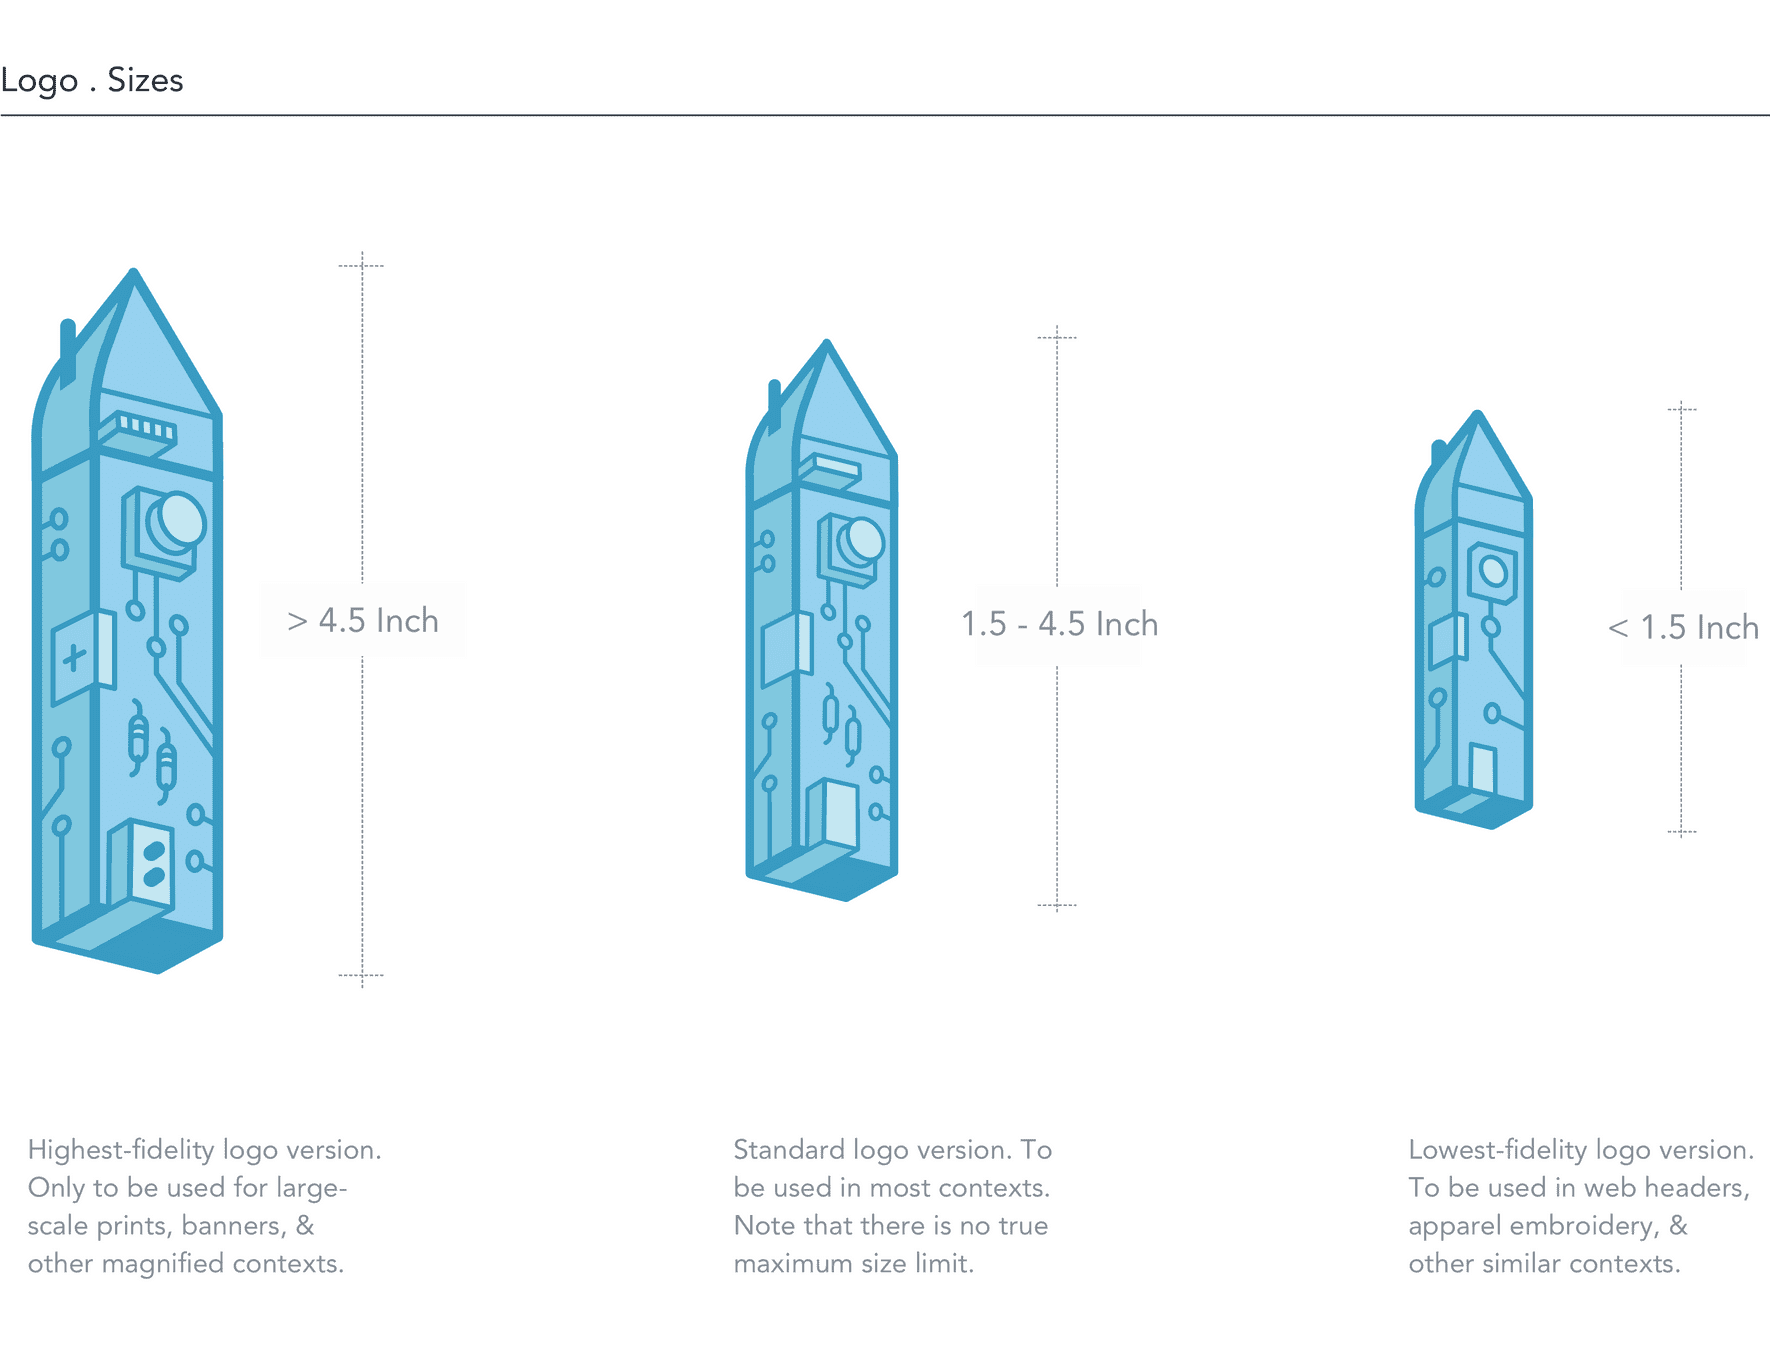 Logo . Sizes
> 4.5 Inch
1.5 - 4.5 Inch
< 1.5 Inch
Highest-fidelity logo version.
Only to be used for large-
scale prints, banners, &
other magnified contexts.
Standard logo version. To
be used in most contexts.
Note that there is no true
maximum size limit.
Lowest-fidelity logo version.
To be used in web headers,
apparel embroidery, &
other similar contexts.